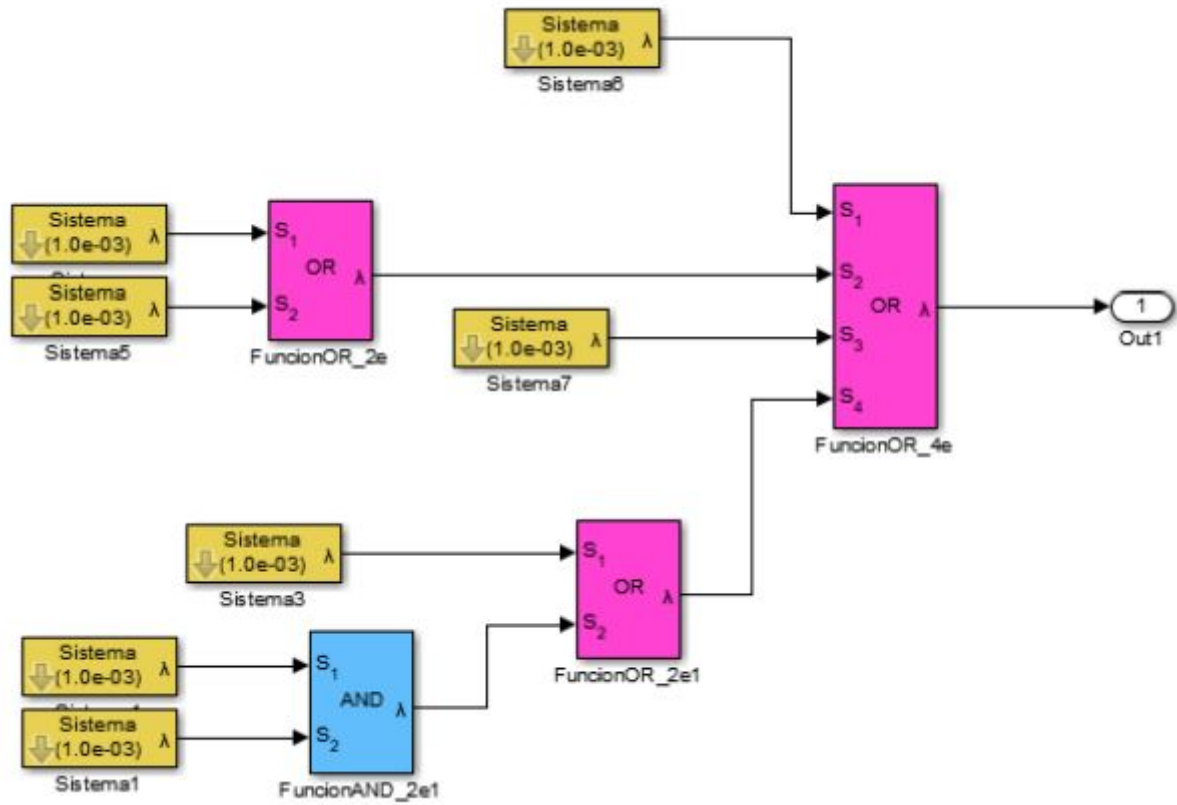 Sistema
(1.0e-03) λ
Sistema6
Sistema
(1.0e-03) λ
Sistema
(1.0e-03) λ
Sistema5
S1
OR
λ
S2
FuncionOR_2e
Sistema
(1.0e-03) λ
Sistema7
S1
S2
OR
λ
S3
S4
FuncionOR_4e
1
Out1
Sistema
(1.0e-03) λ
Sistema3
S1
OR
λ
S2
FuncionOR_2e1
Sistema
(1.0e-03) λ
Sistema
(1.0e-03) λ
Sistema1
S1
AND
λ
S2
FuncionAND_2e1